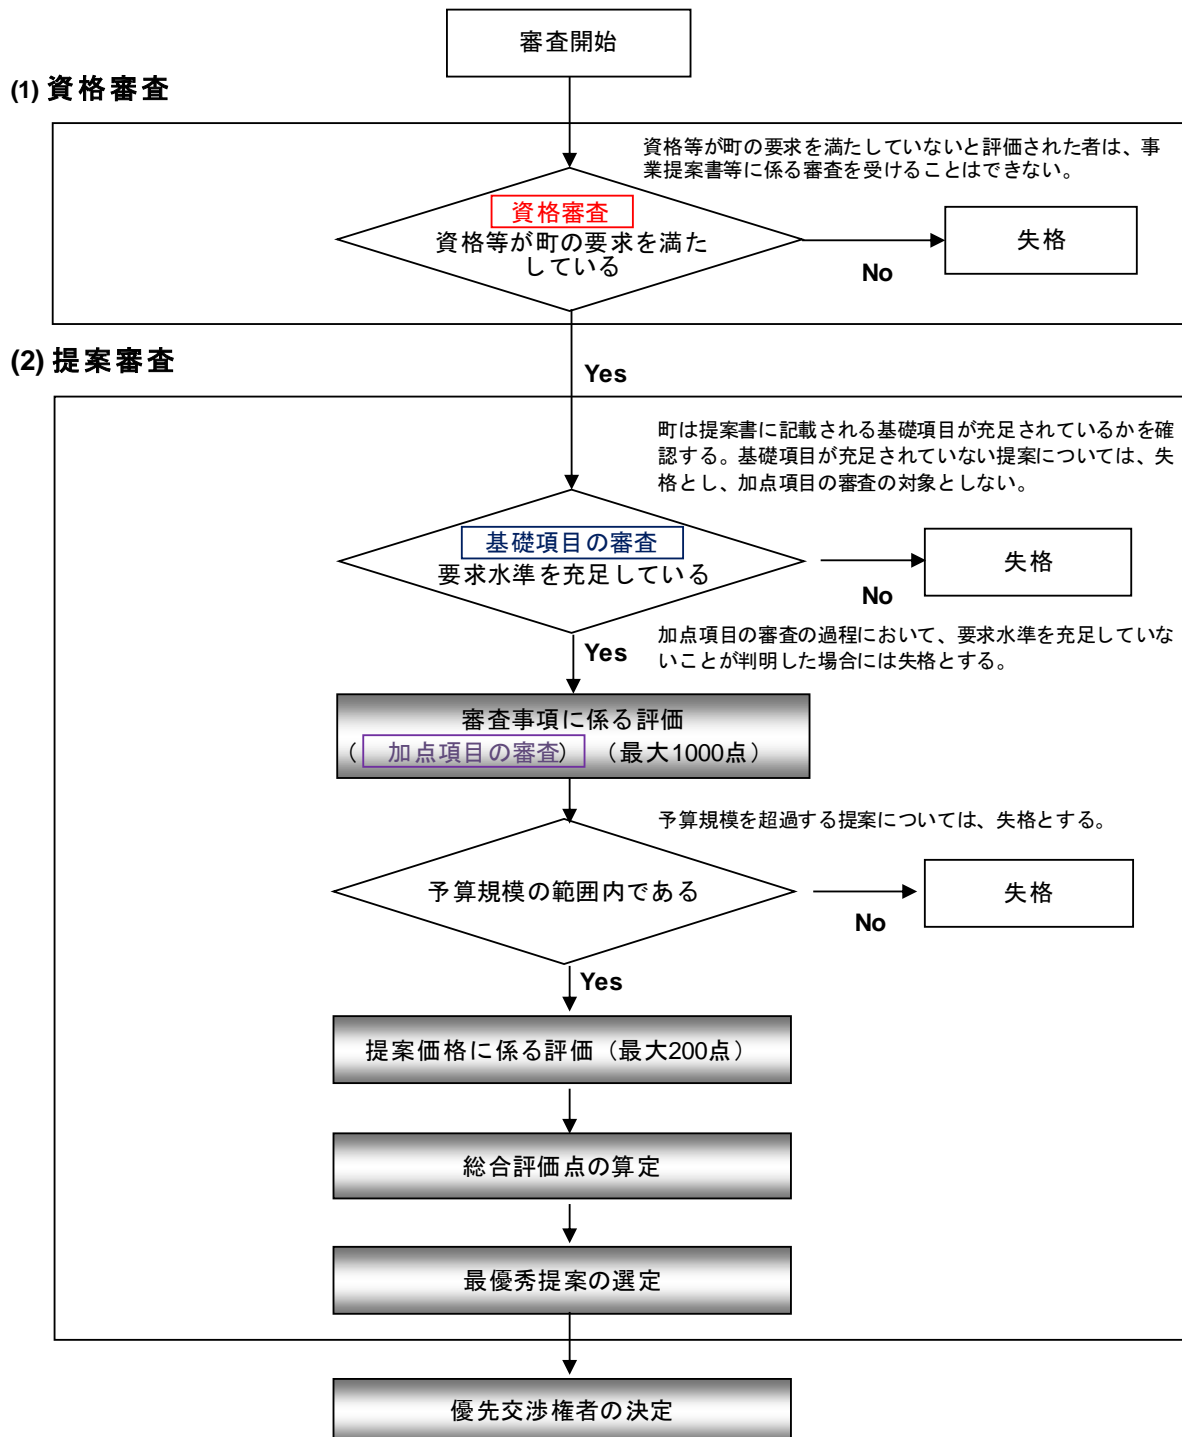 審査開始
(1) 資格審査
資格等が町の要求を満たしていないと評価された者は、事
業提案書等に係る審査を受けることはできない。
資格審査
資格等が町の要求を満た
している
失格
No
(2) 提案審査
Yes
町は提案書に記載される基礎項目が充足されているかを確
認する。基礎項目が充足されていない提案については、失
格とし、加点項目の審査の対象としない。
基礎項目の審査
要求水準を充足している
失格
No
Yes
加点項目の審査の過程において、要求水準を充足していな
いことが判明した場合には失格とする。
審査事項に係る評価
（加点項目の審査）（最大1000点）
予算規模を超過する提案については、失格とする。
予算規模の範囲内である
失格
No
Yes
提案価格に係る評価（最大200点）
総合評価点の算定
最優秀提案の選定
優先交渉権者の決定